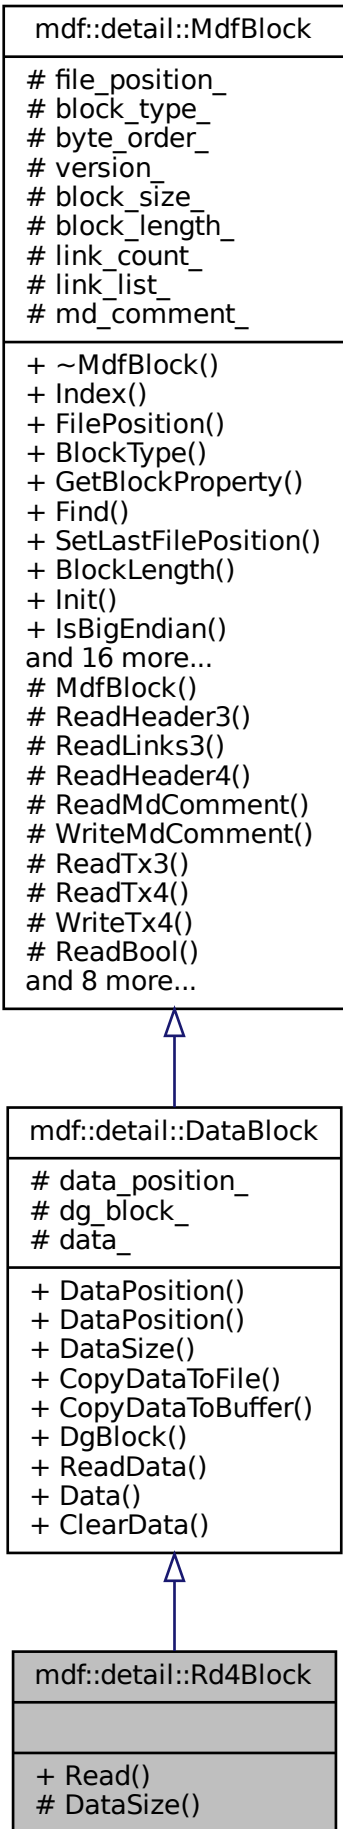 mdf::detail::MdfBlock
# file_position_
# block_type_
# byte_order_
# version_
# block_size_
# block_length_
# link_count_
# link_list_
# md_comment_
+ ~MdfBlock()
+ Index()
+ FilePosition()
+ BlockType()
+ GetBlockProperty()
+ Find()
+ SetLastFilePosition()
+ BlockLength()
+ Init()
+ IsBigEndian()
and 16 more...
# MdfBlock()
# ReadHeader3()
# ReadLinks3()
# ReadHeader4()
# ReadMdComment()
# WriteMdComment()
# ReadTx3()
# ReadTx4()
# WriteTx4()
# ReadBool()
and 8 more...
mdf::detail::DataBlock
# data_position_
# dg_block_
# data_
+ DataPosition()
+ DataPosition()
+ DataSize()
+ CopyDataToFile()
+ CopyDataToBuffer()
+ DgBlock()
+ ReadData()
+ Data()
+ ClearData()
mdf::detail::Rd4Block
+ Read()
# DataSize()